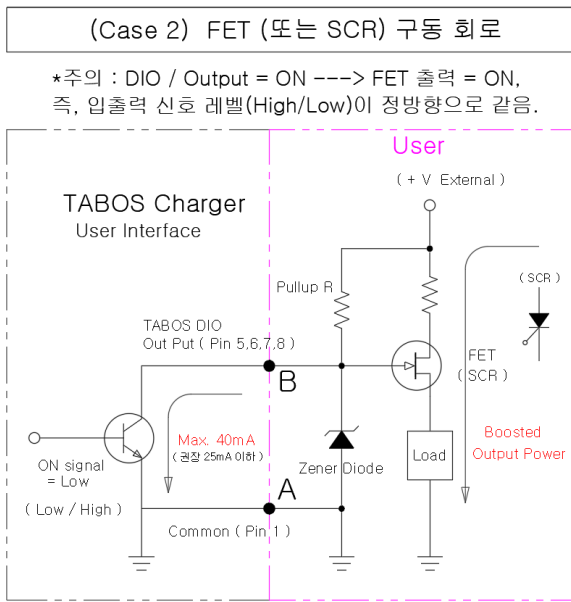 (Case 2) FET (또는 SCR) 구동 회로
*주의 : DIO / Output = ON ---> FET 출력 = ON,
즉, 입출력 신호 레벨(High/Low)이 정방향으로 같음.
User
(+ V External)
TABOS Charger
User Interface
Pullup R
(SCR)
TABOS DIO
Out Put ( Pin 5,6,7,8 )
B
FET
(SCR)
Max. 40mA
(권장 25mA 이하)
ON signal
= Low
( Low / High )
Zener Diode
Load
Boosted
Output Power
A
Common ( Pin 1 )